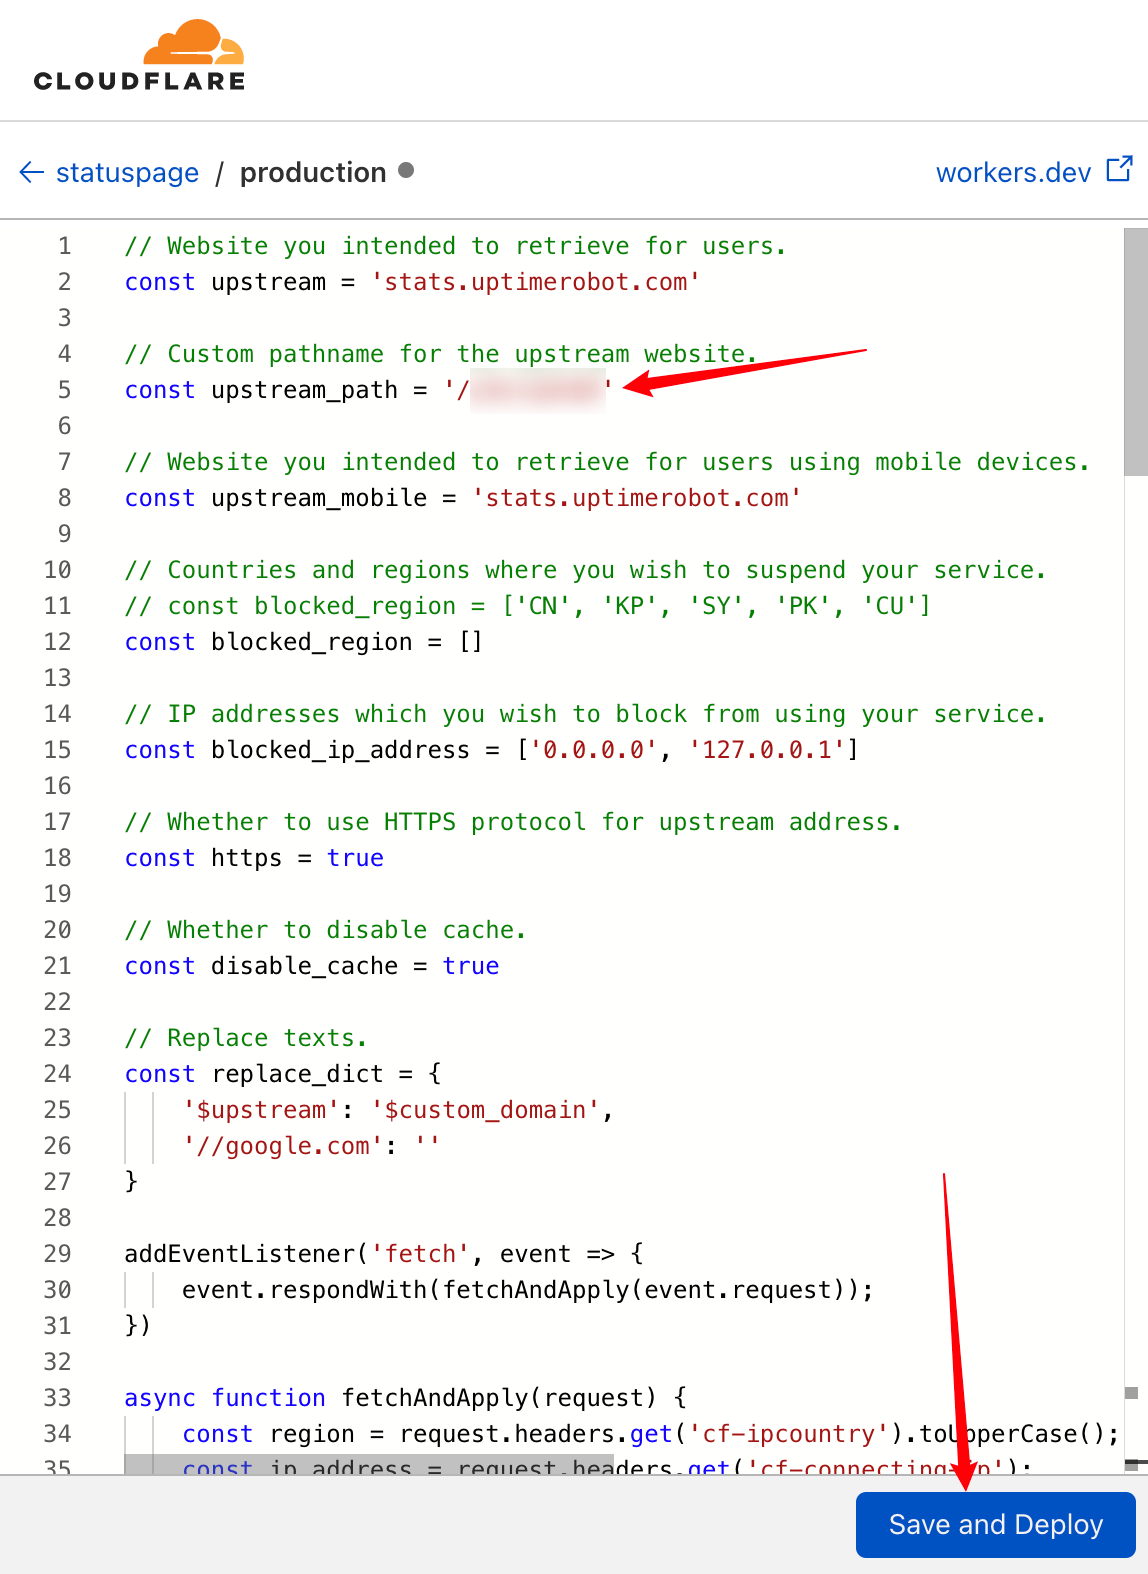 CLOUDFLARE
← statuspage / production
workers.dev
1 // Website you intended to retrieve for users.
2 const upstream = 'stats.uptimerobot.com'
3
4 // Custom pathname for the upstream website.
5 const upstream_path = '/ '
6
7 // Website you intended to retrieve for users using mobile devices.
8 const upstream_mobile = 'stats.uptimerobot.com'
9
10 // Countries and regions where you wish to suspend your service.
11 // const blocked_region = ['CN', 'KP', 'SY', 'PK', 'CU']
12 const blocked_region = []
13
14 // IP addresses which you wish to block from using your service.
15 const blocked_ip_address = ['0.0.0.0', '127.0.0.1']
16
17 // Whether to use HTTPS protocol for upstream address.
18 const https = true
19
20 // Whether to disable cache.
21 const disable_cache = true
22
23 // Replace texts.
24 const replace_dict = {
25 '$upstream': '$custom_domain',
26 '//google.com': ''
27 }
28
29 addEventListener('fetch', event => {
30 event.respondWith(fetchAndApply(event.request));
31 })
32
33 async function fetchAndApply(request) {
34 const region = request.headers.get('cf-ipcountry').toUpperCase();
35 const ip_address = request.headers.get('cf-connecting-ip');
Save and Deploy